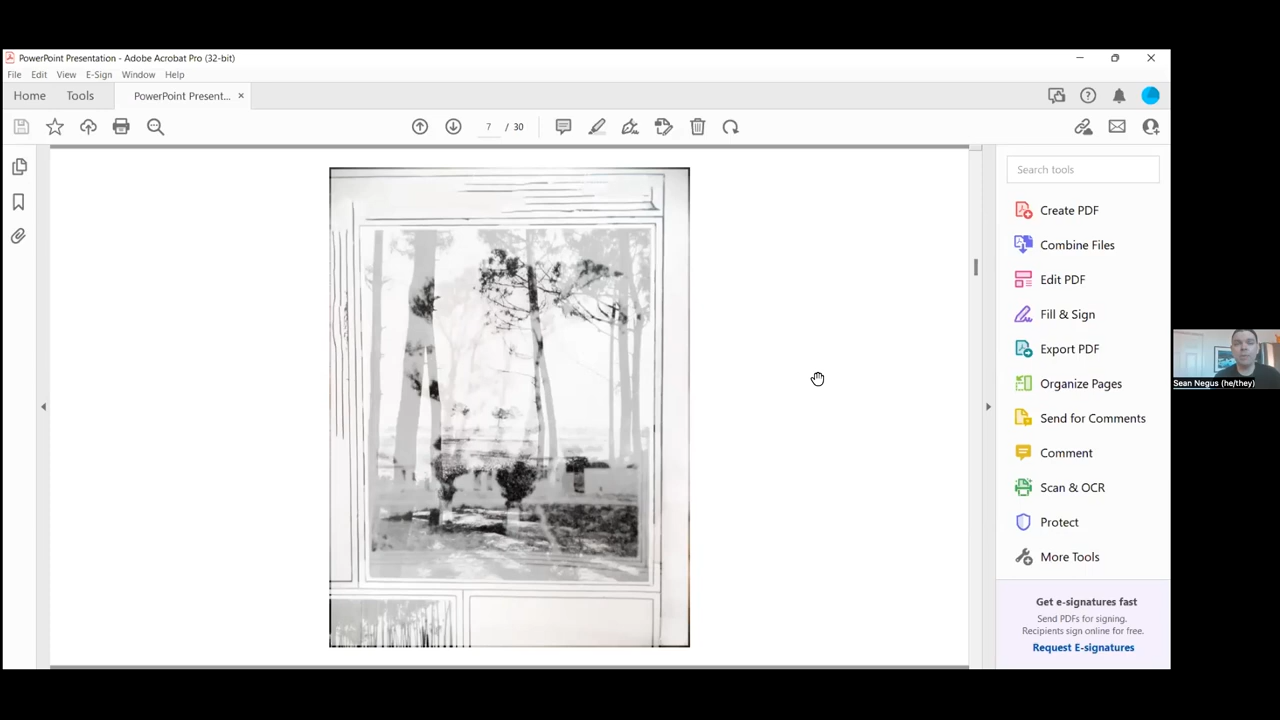 PowerPoint Presentation - Adobe Acrobat Pro (32-bit)
File Edit View E-Sign Window Help
Home Tools PowerPoint Present... ×
7 / 30
Search tools
Create PDF
Combine Files
Edit PDF
Fill & Sign
Export PDF
Organize Pages
Send for Comments
Comment
Scan & OCR
Protect
More Tools
Get e-signatures fast
Send PDFs for signing.
Recipients sign online for free.
Request E-signatures
Sean Negus (he/they)